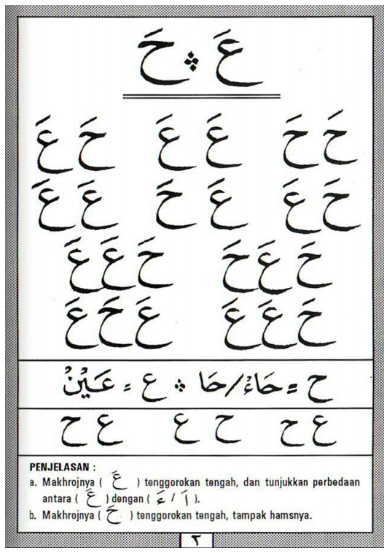 عَ ❖ حَ
حَ حَ عَ عَ حَ عَ
حَ عَ عَ حَ عَ عَ
حَ عَ حَ حَ عَ عَ
حَ عَ عَ عَ حَ عَ
ح = حَاءْ/حَا ❖ ع = عَيْنْ
ع ح ح ع ع ح
PENJELASAN :
a. Makhrojnya ( عَ ) tenggorokan tengah, dan tunjukkan perbedaan
antara ( عَ ) dengan ( اَ / ءَ ).
b. Makhrojnya ( حَ ) tenggorokan tengah, tampak hamsnya.
٢